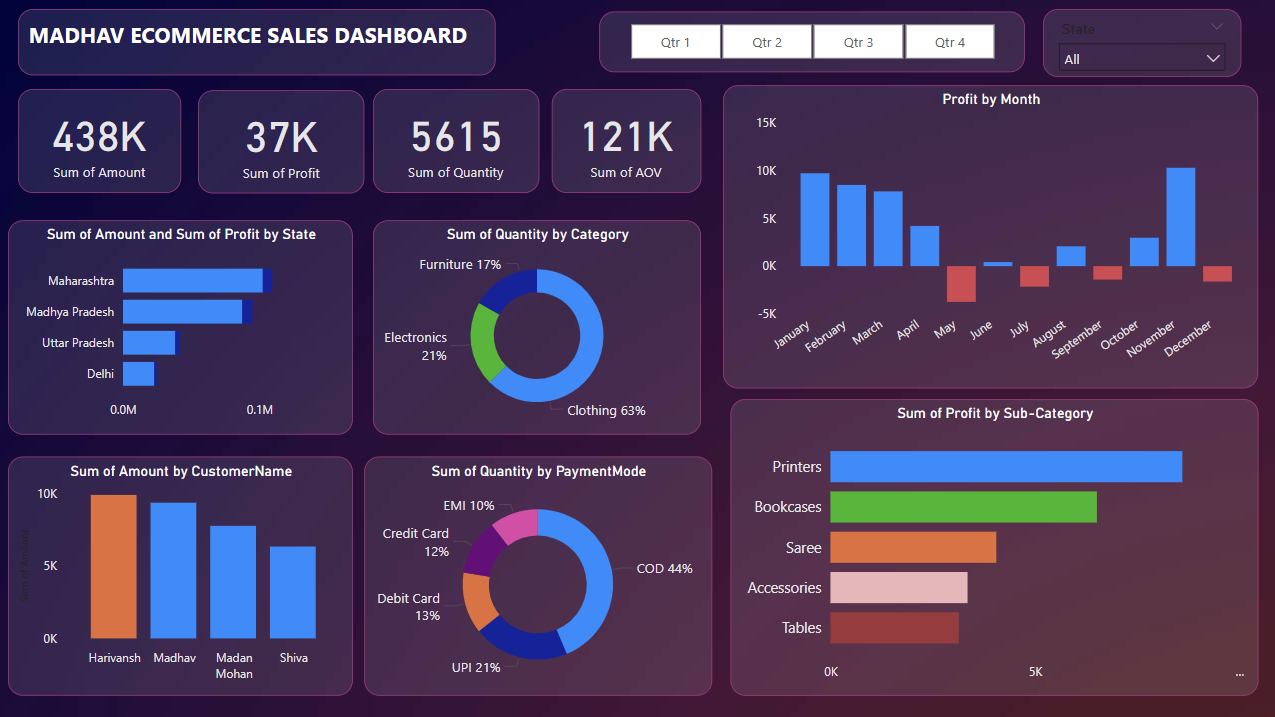 MADHAV ECOMMERCE SALES DASHBOARD
Qtr 1
Qtr 2
Qtr 3
Qtr 4
State
All
438K
Sum of Amount
37K
Sum of Profit
5615
Sum of Quantity
121K
Sum of AOV
Profit by Month
15K
10K
5K
0K
-5K
January
February
March
April
May
June
July
August
September
October
November
December
Sum of Amount and Sum of Profit by State
Maharashtra
Madhya Pradesh
Uttar Pradesh
Delhi
0.0M
0.1M
Sum of Quantity by Category
Furniture 17%
Electronics
21%
Clothing 63%
Sum of Amount by CustomerName
Sum of Amount
10K
5K
0K
Harivansh
Madhav
Madan
Mohan
Shiva
Sum of Quantity by PaymentMode
EMI 10%
Credit Card
12%
Debit Card
13%
UPI 21%
COD 44%
Sum of Profit by Sub-Category
Printers
Bookcases
Saree
Accessories
Tables
0K
5K
...